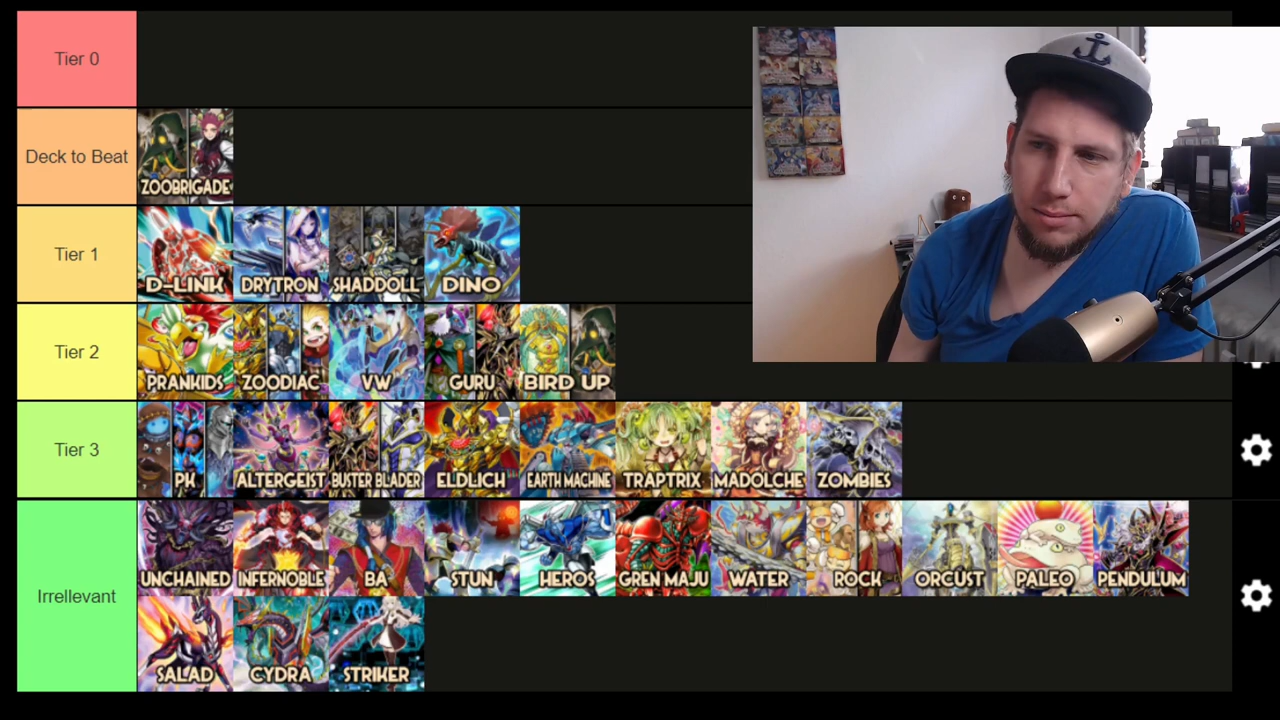 Tier 0
Deck to Beat
ZOOBRIGADE
Tier 1
D-LINK DRYTRON SHADDOLL DINO
Tier 2
PRANKIDS ZOODIAC VW GURU BIRD UP
Tier 3
PK ALTERGEIST BUSTER BLADER ELDLICH EARTH MACHINE TRAPTRIX MADOLCHE ZOMBIES
Irrellevant
UNCHAINED INFERNOBLE BA STUN HEROS GREN MAJU WATER ROCK ORCUST PALEO PENDULUM
SALAD CYDRA STRIKER